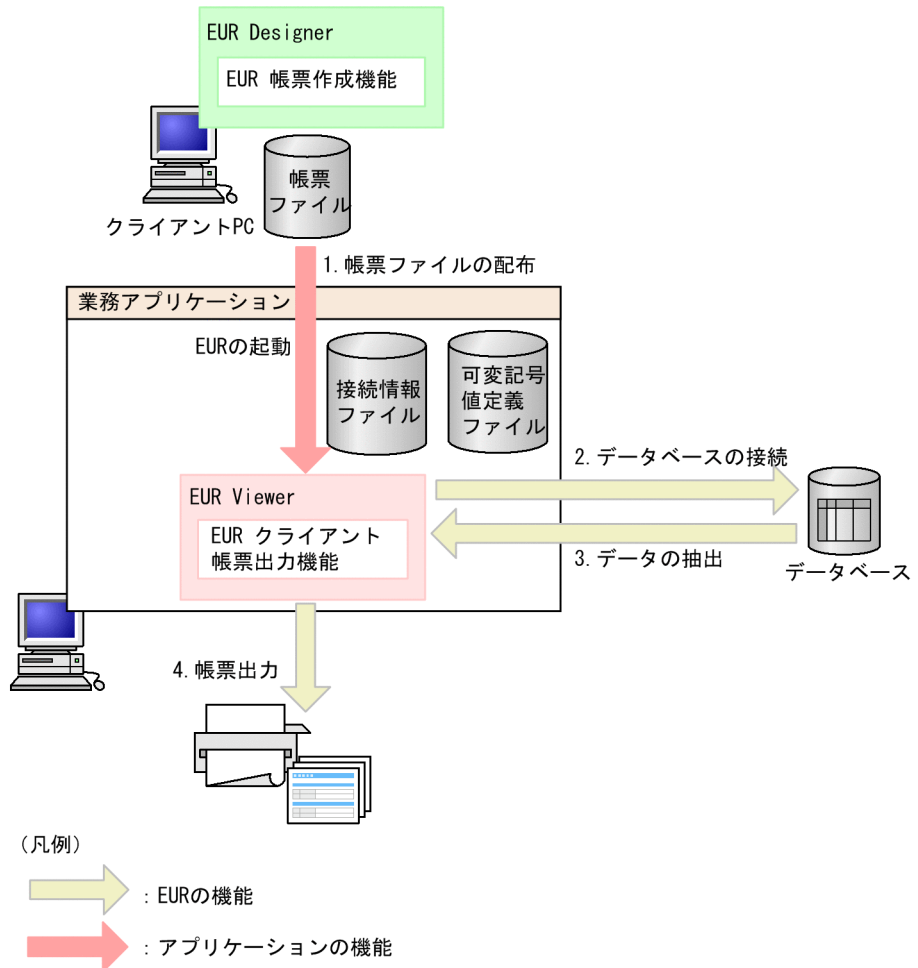 EUR Designer
EUR 帳票作成機能
帳票
ファイル
クライアントPC
1.帳票ファイルの配布
業務アプリケーション
EURの起動
接続情報
ファイル
可変記号
値定義
ファイル
2.データベースの接続
EUR Viewer
EUR クライアント
帳票出力機能
3.データの抽出
データベース
4.帳票出力
(凡例)
:EURの機能
:アプリケーションの機能